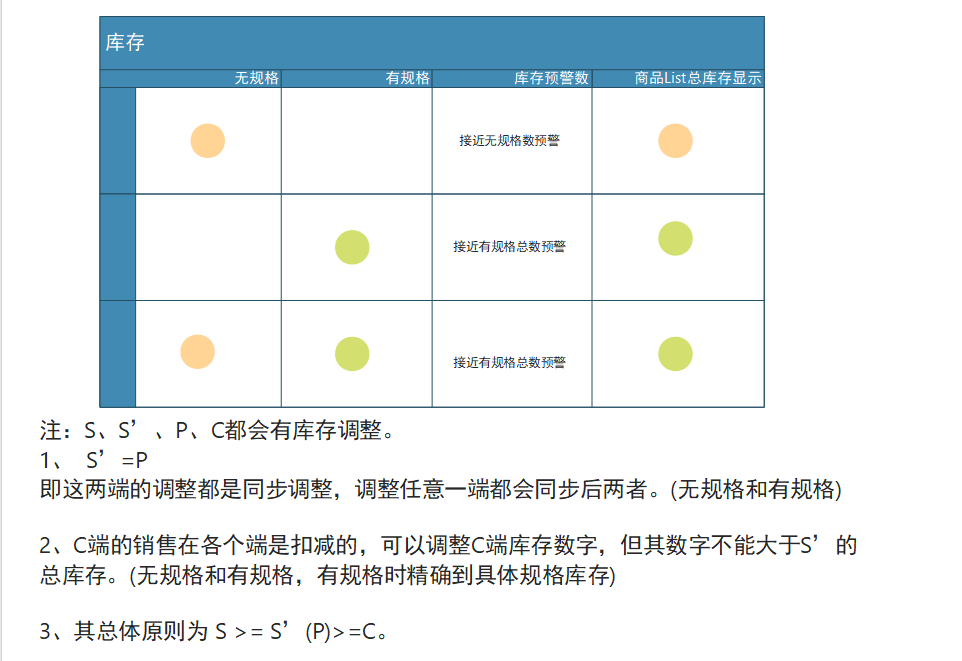 库存
无规格 有规格 库存预警数 商品List总库存显示
接近无规格数预警
接近有规格总数预警
接近有规格总数预警
注：S、S’、P、C都会有库存调整。
1、 S’=P
即这两端的调整都是同步调整，调整任意一端都会同步后两者。(无规格和有规格)
2、C端的销售在各个端是扣减的，可以调整C端库存数字，但其数字不能大于S’的
总库存。(无规格和有规格，有规格时精确到具体规格库存)
3、其总体原则为 S >= S’(P)>=C。